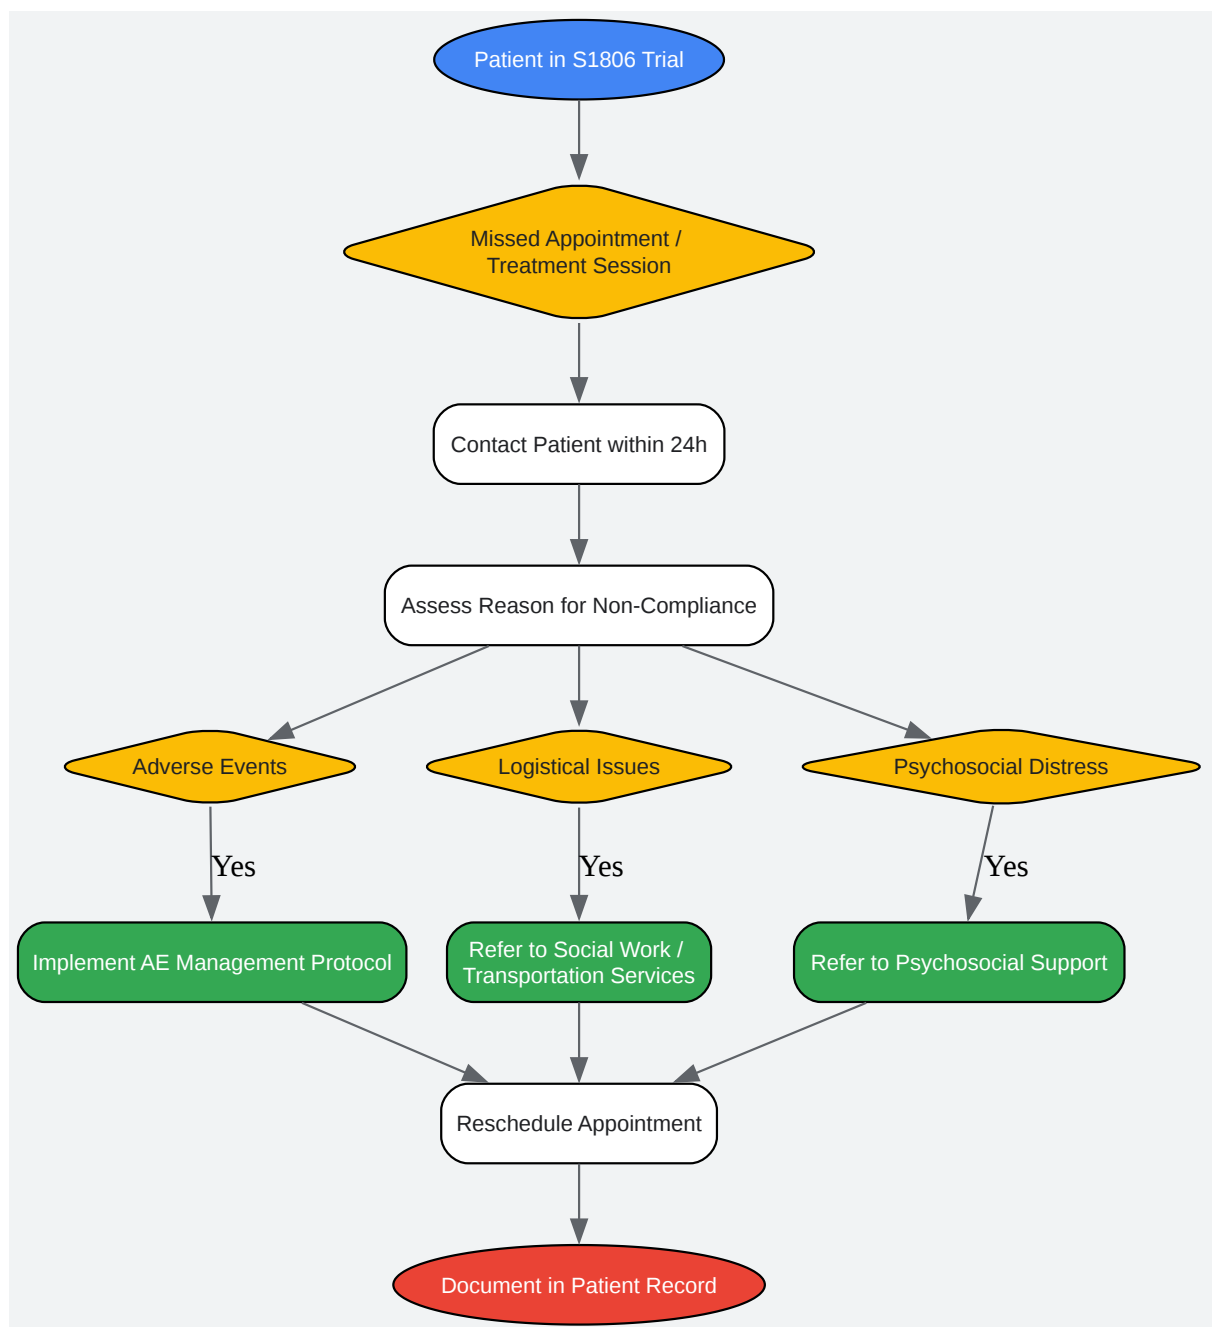 Patient in S1806 Trial
Missed Appointment /
Treatment Session
Contact Patient within 24h
Assess Reason for Non-Compliance
Adverse Events
Logistical Issues
Psychosocial Distress
Yes
Yes
Yes
Implement AE Management Protocol
Refer to Social Work /
Transportation Services
Refer to Psychosocial Support
Reschedule Appointment
Document in Patient Record